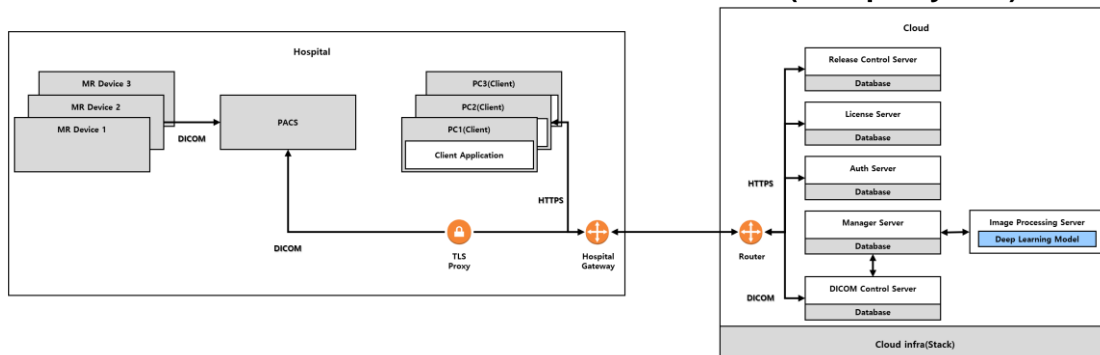 Cloud
Hospital
MR Device 3
MR Device 2
MR Device 1
DICOM
PACS
PC3(Client)
PC2(Client)
PC1(Client)
Client Application
HTTPS
DICOM
TLS
Proxy
Hospital
Gateway
Router
HTTPS
DICOM
Release Control Server
Database
License Server
Database
Auth Server
Database
Manager Server
Database
Image Processing Server
Deep Learning Model
DICOM Control Server
Database
Cloud infra(Stack)